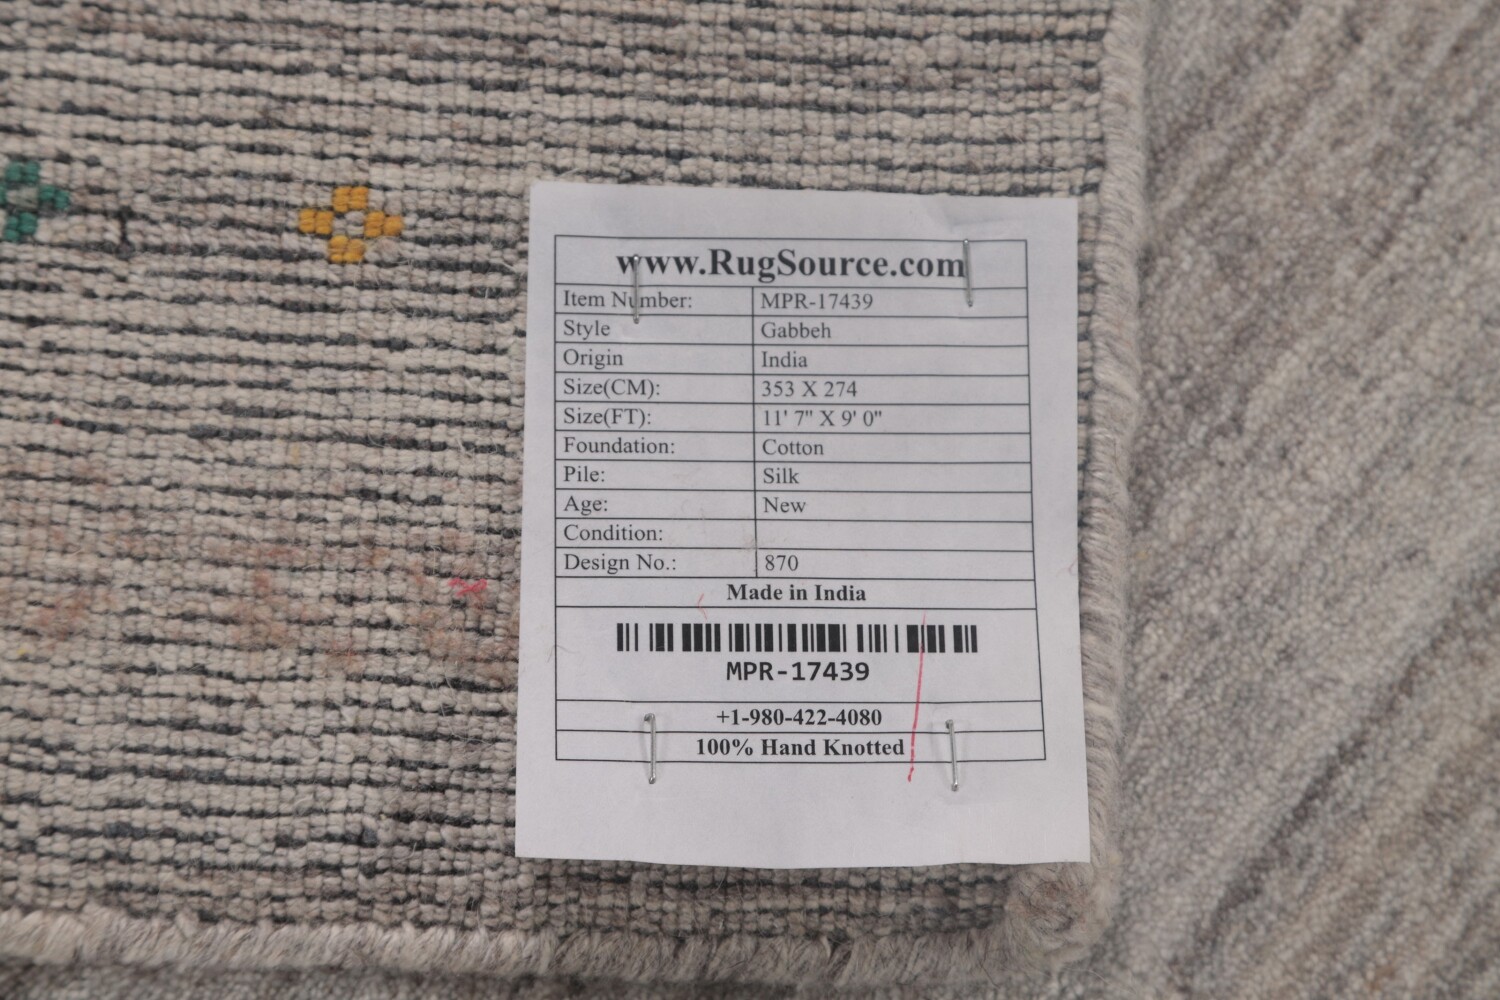 www.RugSource.com
Item Number: MPR-17439
Style Gabbeh
Origin India
Size(CM): 353 X 274
Size(FT): 11' 7" X 9' 0"
Foundation: Cotton
Pile: Silk
Age: New
Condition:
Design No.: 870
Made in India
MPR-17439
+1-980-422-4080
100% Hand Knotted